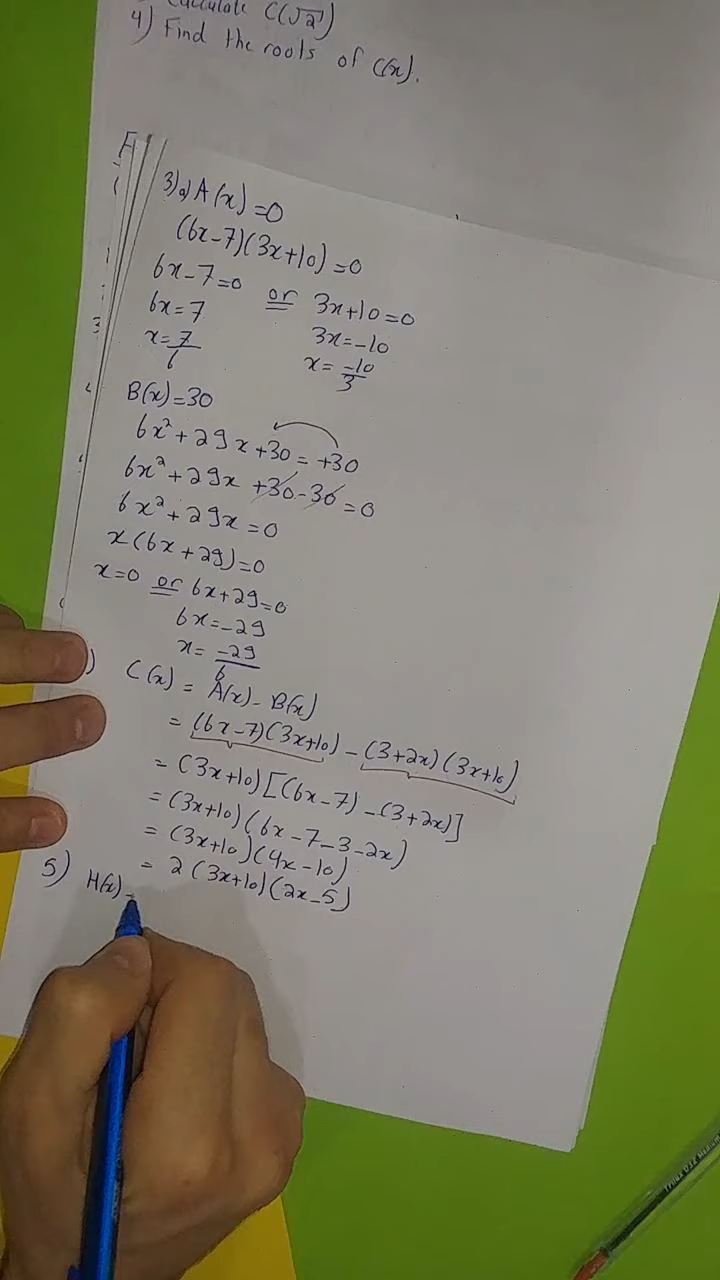 Calculate C(√2)
4) Find the roots of C(x).
3) a) A(x) = 0
(6x-7)(3x+10) = 0
6x-7=0 or 3x+10=0
6x=7 3x=-10
x=7/6 x=-10/3
B(x)=30
6x²+29x+30=+30
6x²+29x+30-30=0
6x²+29x=0
x(6x+29)=0
x=0 or 6x+29=0
6x=-29
x=-29/6
) C(x) = A(x)-B(x)
= (6x-7)(3x+10)-(3+2x)(3x+10)
= (3x+10)[(6x-7)-(3+2x)]
= (3x+10)(6x-7-3-2x)
= (3x+10)(4x-10)
= 2(3x+10)(2x-5)
5) H(x) =